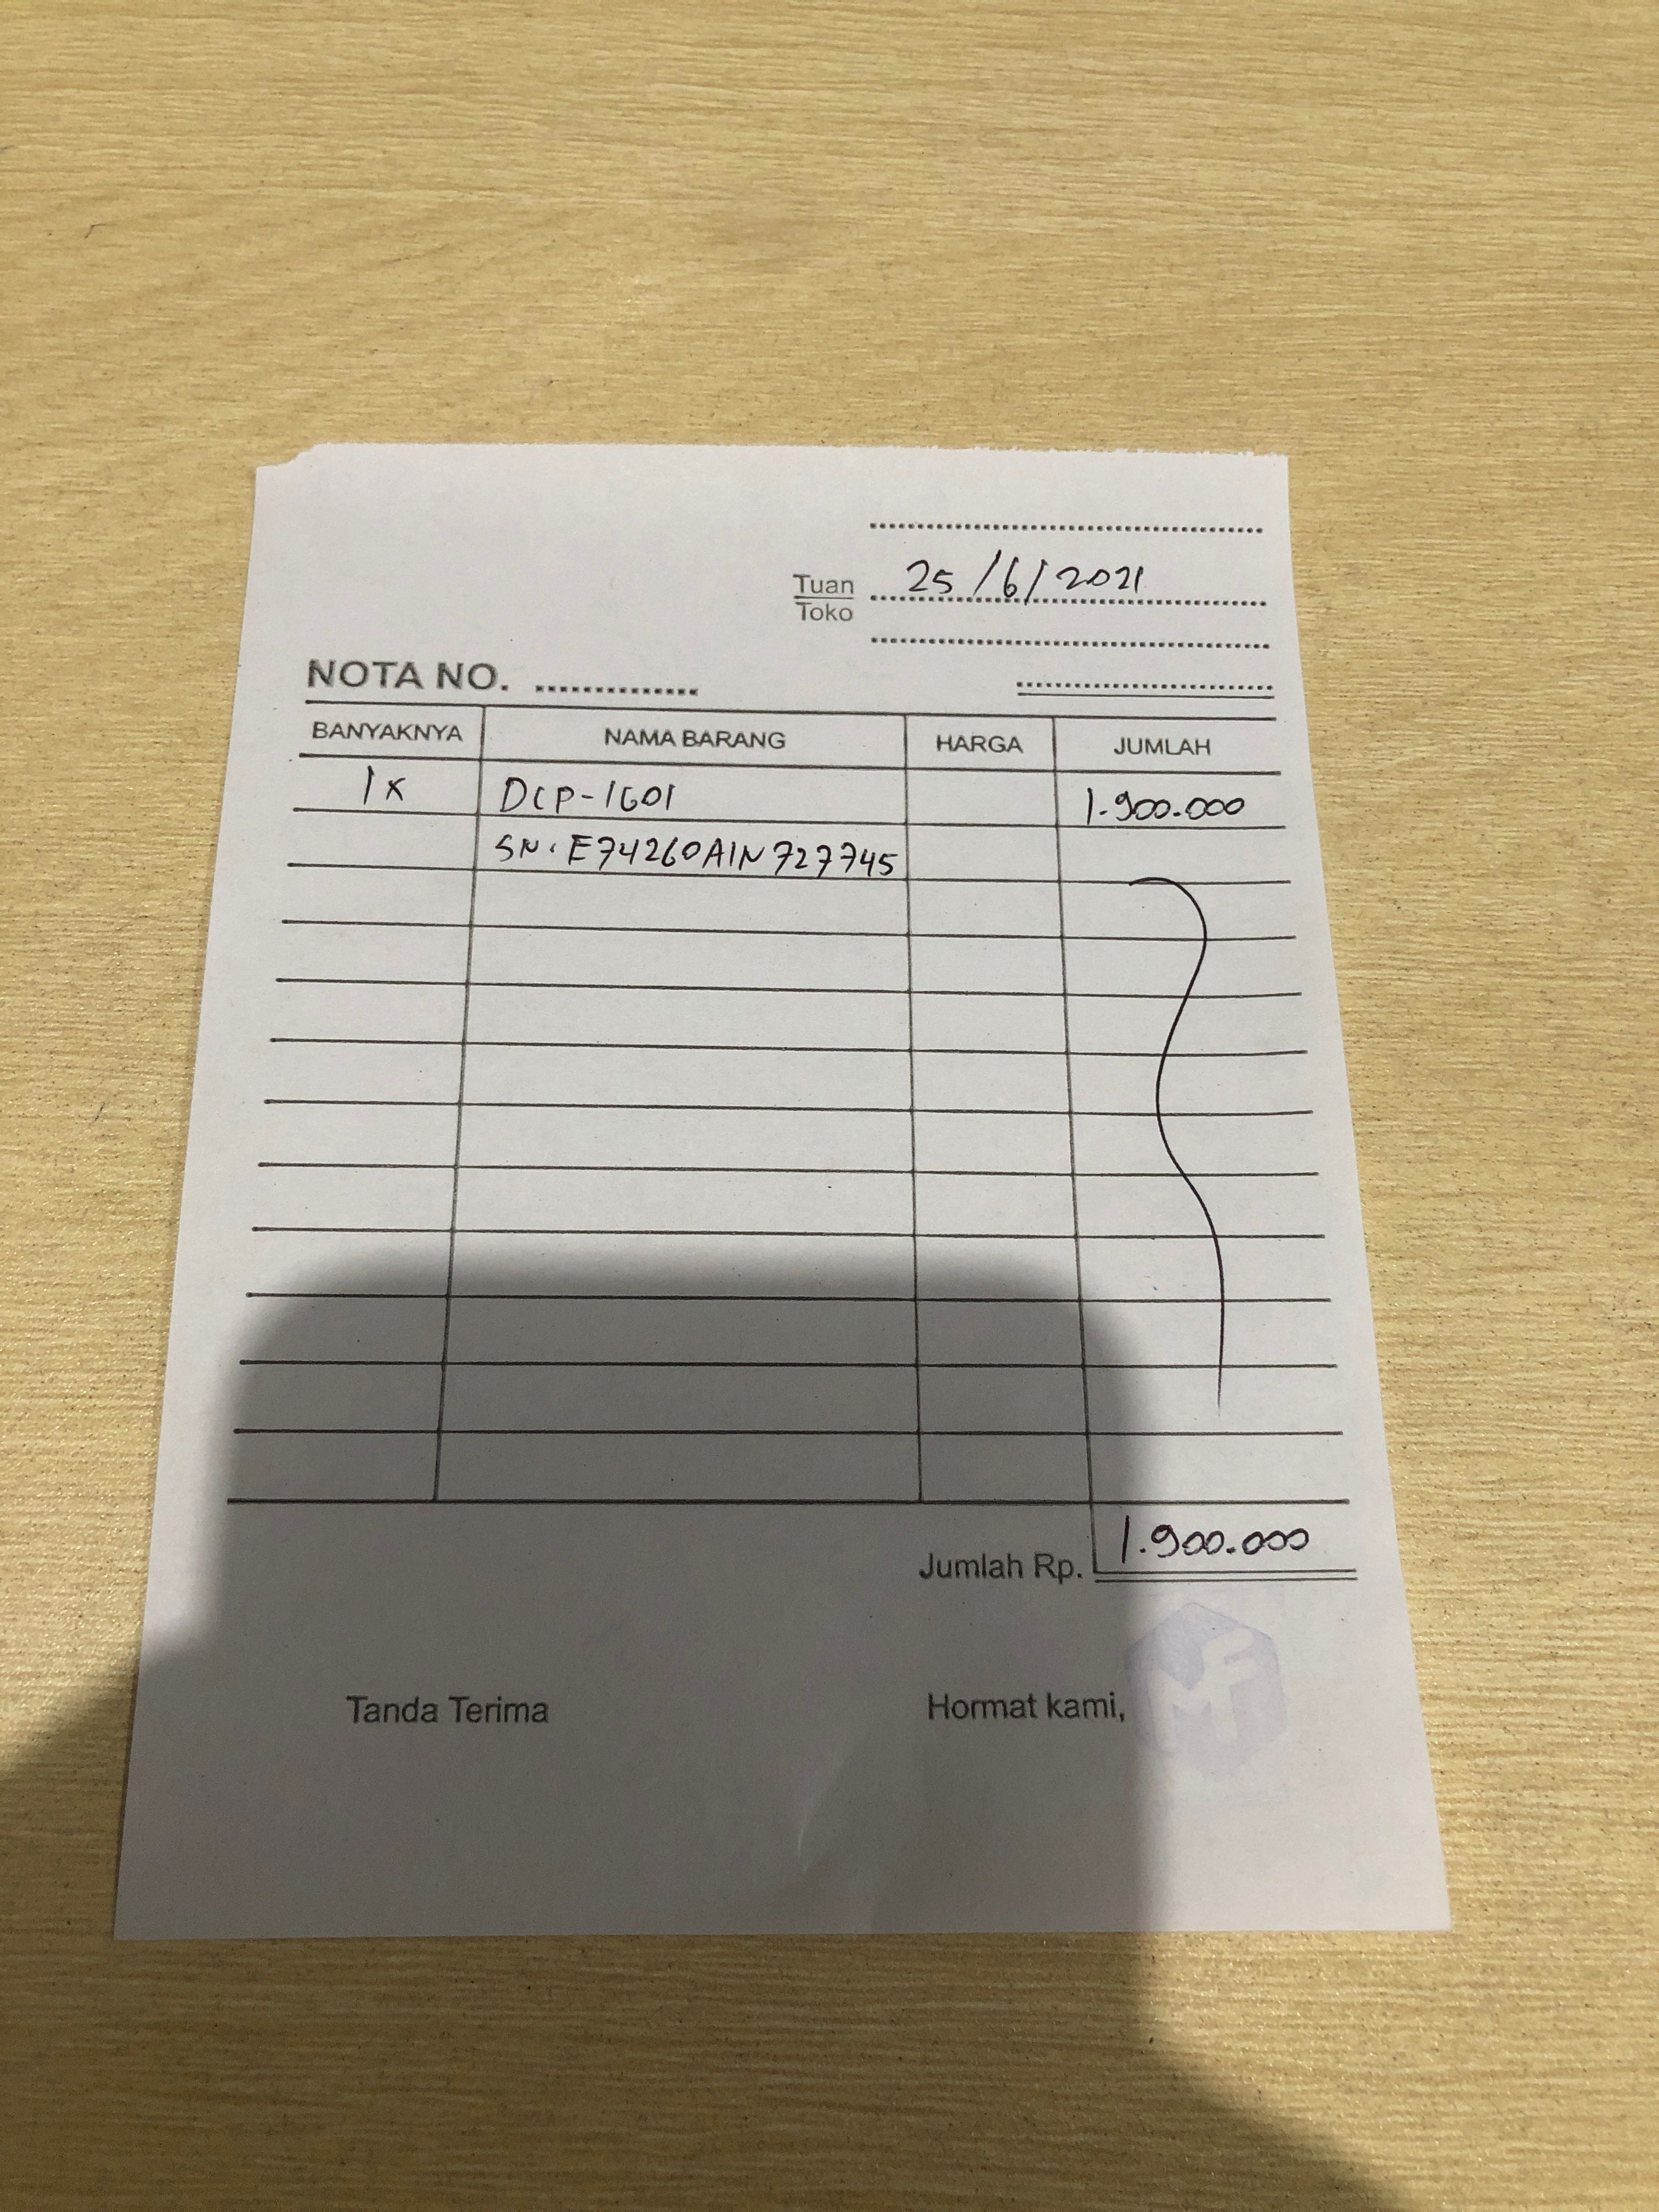 Tuan 25/6/2021
Toko
NOTA NO.
BANYAKNYA NAMA BARANG HARGA JUMLAH
1x DCP-1601 1.900.000
SN: E74260A1N727745
Jumlah Rp. 1.900.000
Tanda Terima Hormat kami,
MF